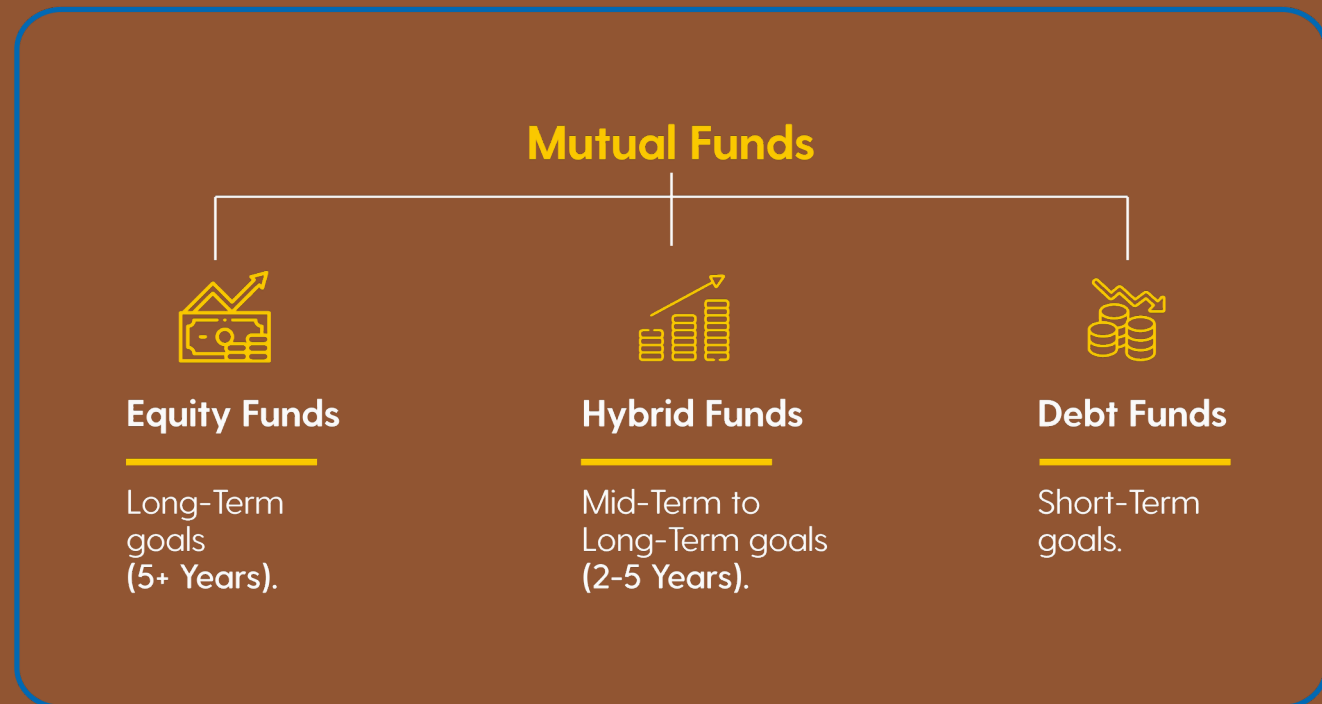 Mutual Funds
Equity Funds
Long-Term
goals
(5+ Years).
Hybrid Funds
Mid-Term to
Long-Term goals
(2-5 Years).
Debt Funds
Short-Term
goals.